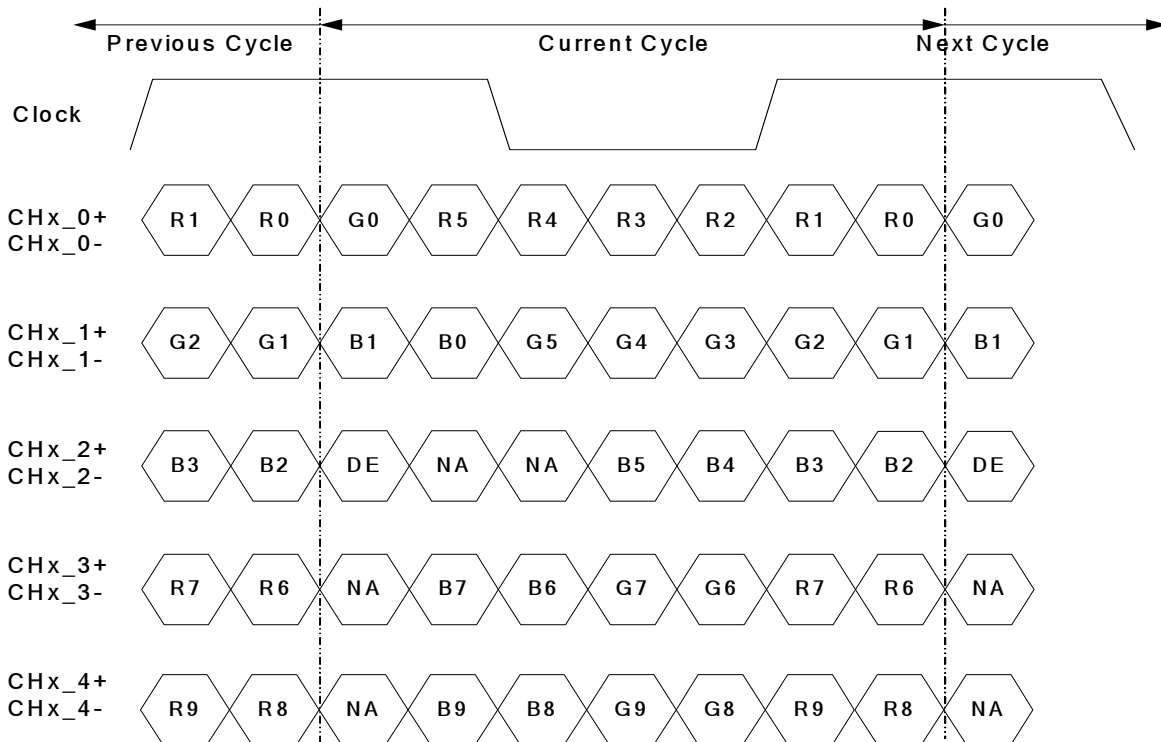 Previous Cycle Current Cycle Next Cycle
Clock
CHx_0+
CHx_0-
R1 R0 G0 R5 R4 R3 R2 R1 R0 G0
CHx_1+
CHx_1-
G2 G1 B1 B0 G5 G4 G3 G2 G1 B1
CHx_2+
CHx_2-
B3 B2 DE NA NA B5 B4 B3 B2 DE
CHx_3+
CHx_3-
R7 R6 NA B7 B6 G7 G6 R7 R6 NA
CHx_4+
CHx_4-
R9 R8 NA B9 B8 G9 G8 R9 R8 NA